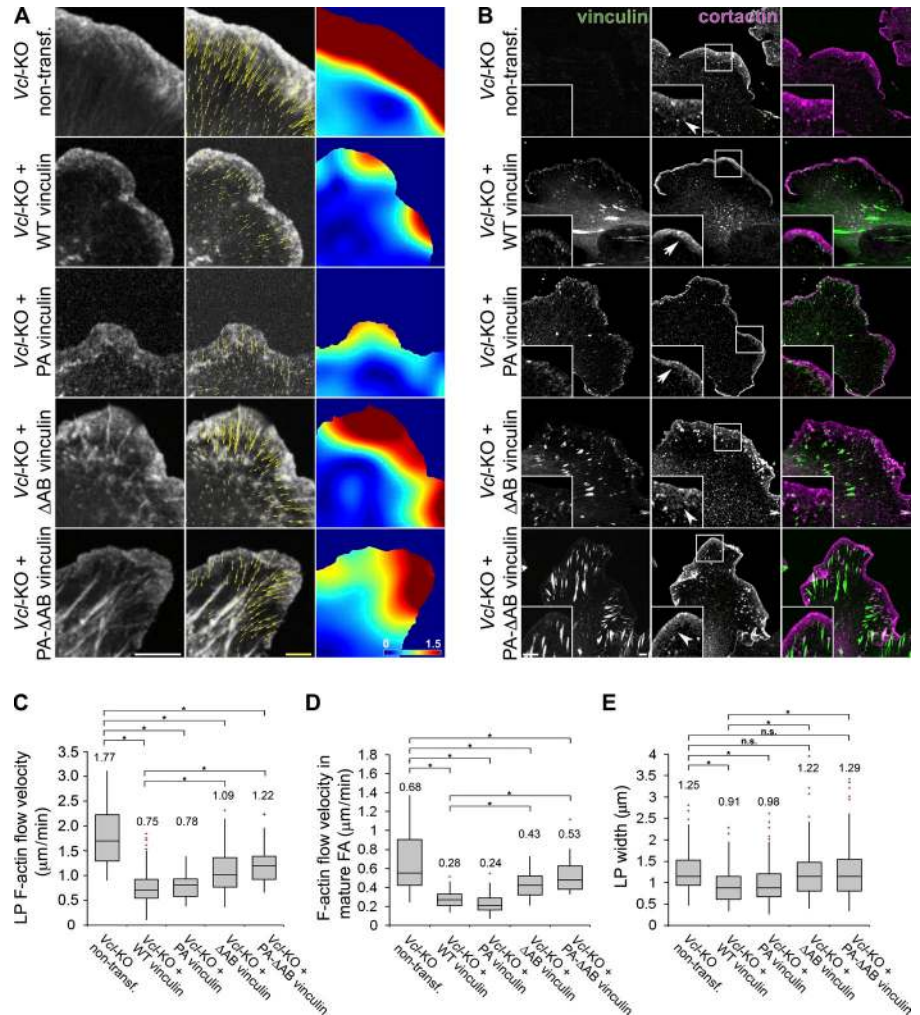 A
B
vinculin
cortactin
Vcl-KO
non-transf.
Vcl-KO +
WT vinculin
Vcl-KO +
PA vinculin
Vcl-KO +
ΔAB vinculin
Vcl-KO +
PA-ΔAB vinculin
0 1.5
Vcl-KO
non-transf.
Vcl-KO +
WT vinculin
Vcl-KO +
PA vinculin
Vcl-KO +
ΔAB vinculin
Vcl-KO +
PA-ΔAB vinculin
C
LP F-actin flow velocity
(μm/min)
3.5
3.0
2.5
2.0
1.5
1.0
0.5
0
*
*
*
*
*
*
1.77
0.75
0.78
1.09
1.22
Vcl-KO
non-transf.
Vcl-KO +
WT vinculin
Vcl-KO +
PA vinculin
Vcl-KO +
ΔAB vinculin
Vcl-KO +
PA-ΔAB vinculin
D
F-actin flow velocity in
mature FA (μm/min)
1.8
1.6
1.4
1.2
1
0.8
0.6
0.4
0.2
0
*
*
*
*
*
*
0.68
0.28
0.24
0.43
0.53
Vcl-KO
non-transf.
Vcl-KO +
WT vinculin
Vcl-KO +
PA vinculin
Vcl-KO +
ΔAB vinculin
Vcl-KO +
PA-ΔAB vinculin
E
LP width (μm)
4
3.5
3
2.5
2
1.5
1
0.5
0
*
*
n.s.
n.s.
*
*
1.25
0.91
0.98
1.22
1.29
Vcl-KO
non-transf.
Vcl-KO +
WT vinculin
Vcl-KO +
PA vinculin
Vcl-KO +
ΔAB vinculin
Vcl-KO +
PA-ΔAB vinculin